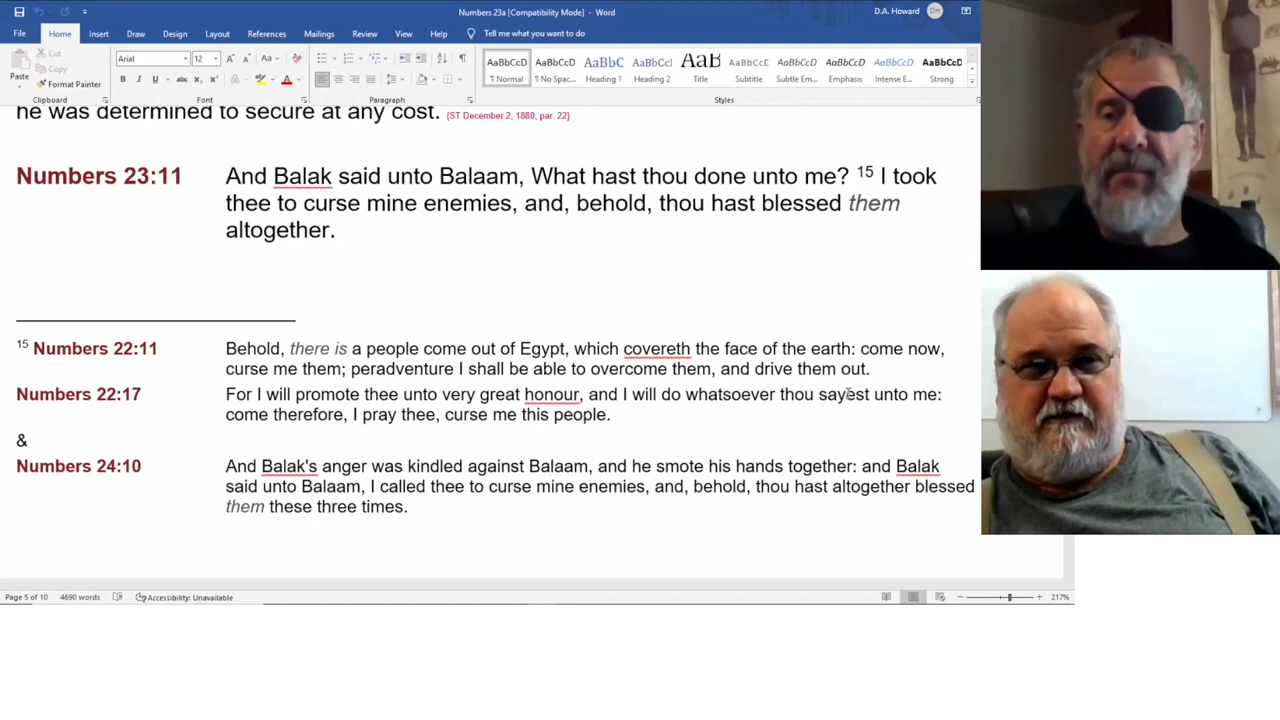 Numbers 23a [Compatibility Mode] - Word
D.A. Howard DH
File Home Insert Draw Design Layout References Mailings Review View Help Tell me what you want to do
Paste
Cut
Copy
Format Painter
Clipboard
Arial 12
Font
Paragraph
AaBbCcD AaBbCcD AaBbC AaBbCcI AaB AaBbCcD AaBbCcD AaBbCcD AaBbCcD AaBbCcD
¶ Normal ¶ No Spac... Heading 1 Heading 2 Title Subtitle Subtle Em... Emphasis Intense E... Strong
Styles
he was determined to secure at any cost. {ST December 2, 1880, par. 22}
Numbers 23:11 And Balak said unto Balaam, What hast thou done unto me? 15 I took
thee to curse mine enemies, and, behold, thou hast blessed them
altogether.
15 Numbers 22:11 Behold, there is a people come out of Egypt, which covereth the face of the earth: come now,
curse me them; peradventure I shall be able to overcome them, and drive them out.
Numbers 22:17 For I will promote thee unto very great honour, and I will do whatsoever thou sayest unto me:
come therefore, I pray thee, curse me this people.
&
Numbers 24:10 And Balak's anger was kindled against Balaam, and he smote his hands together: and Balak
said unto Balaam, I called thee to curse mine enemies, and, behold, thou hast altogether blessed
them these three times.
Page 5 of 10 4690 words Accessibility: Unavailable 217%